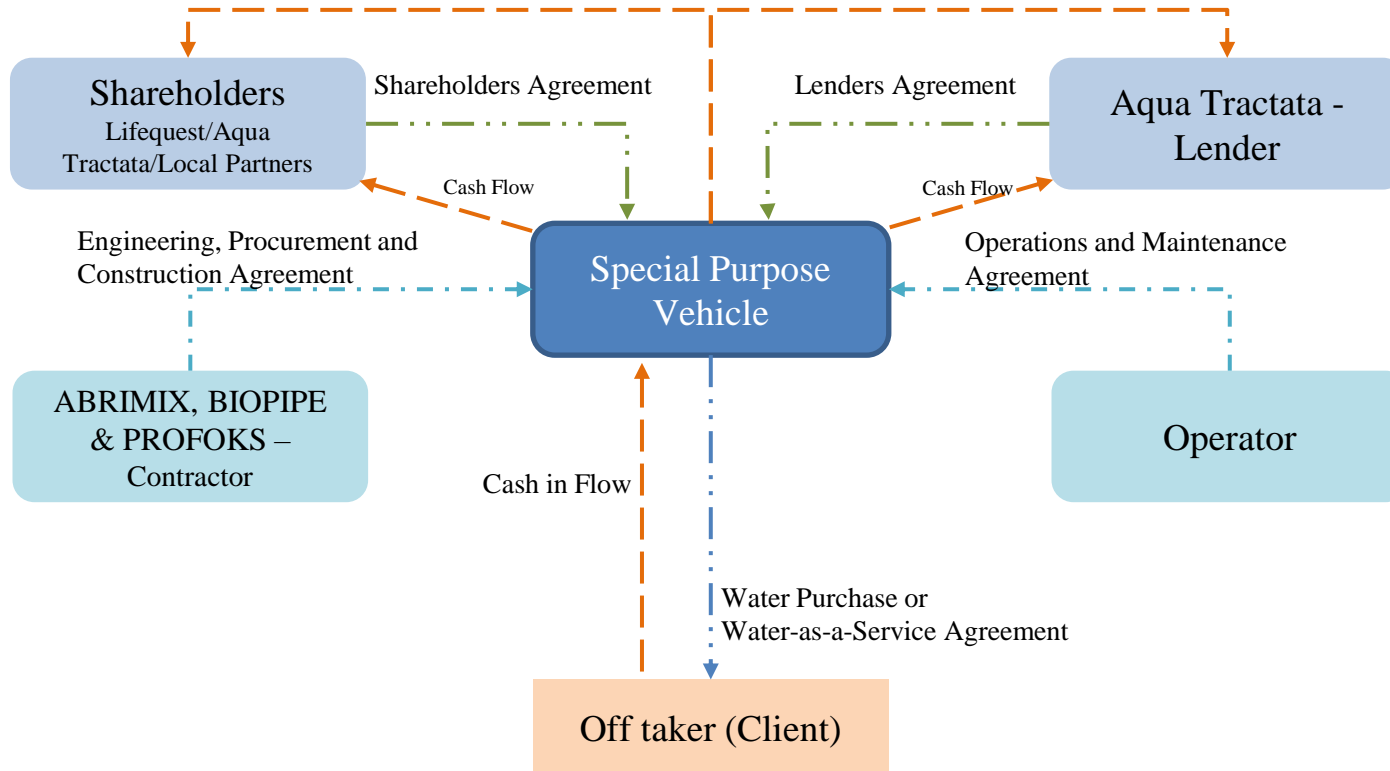 Shareholders
Lifequest/Aqua
Tractata/Local Partners
Shareholders Agreement
Lenders Agreement
Aqua Tractata -
Lender
Cash Flow
Cash Flow
Engineering, Procurement and
Construction Agreement
Special Purpose
Vehicle
Operations and Maintenance
Agreement
ABRIMIX, BIOPIPE
& PROFOKS –
Contractor
Operator
Cash in Flow
Water Purchase or
Water-as-a-Service Agreement
Off taker (Client)